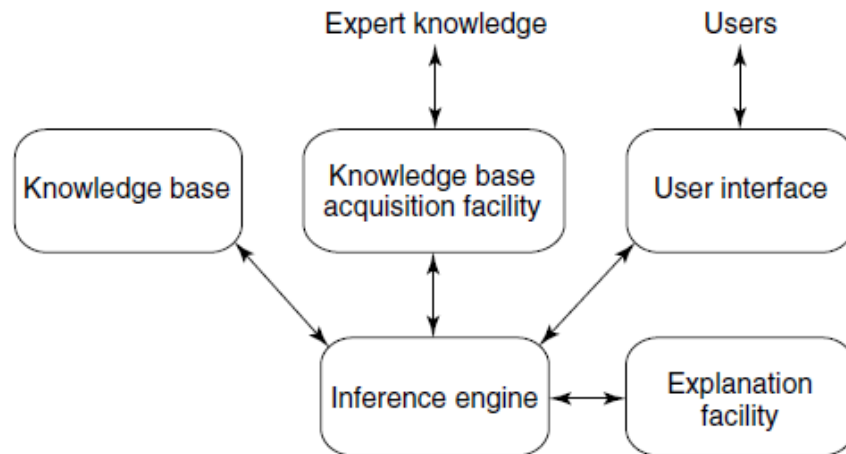 Expert knowledge
Users
Knowledge base
Knowledge base
acquisition facility
User interface
Inference engine
Explanation
facility